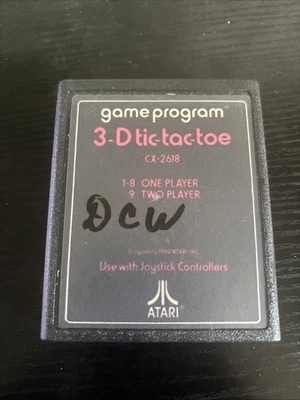 game program™
3-D tic-tac-toe
CX-2618
1-8 ONE PLAYER
9 TWO PLAYER
DCW
Use with Joystick Controllers
ATARI